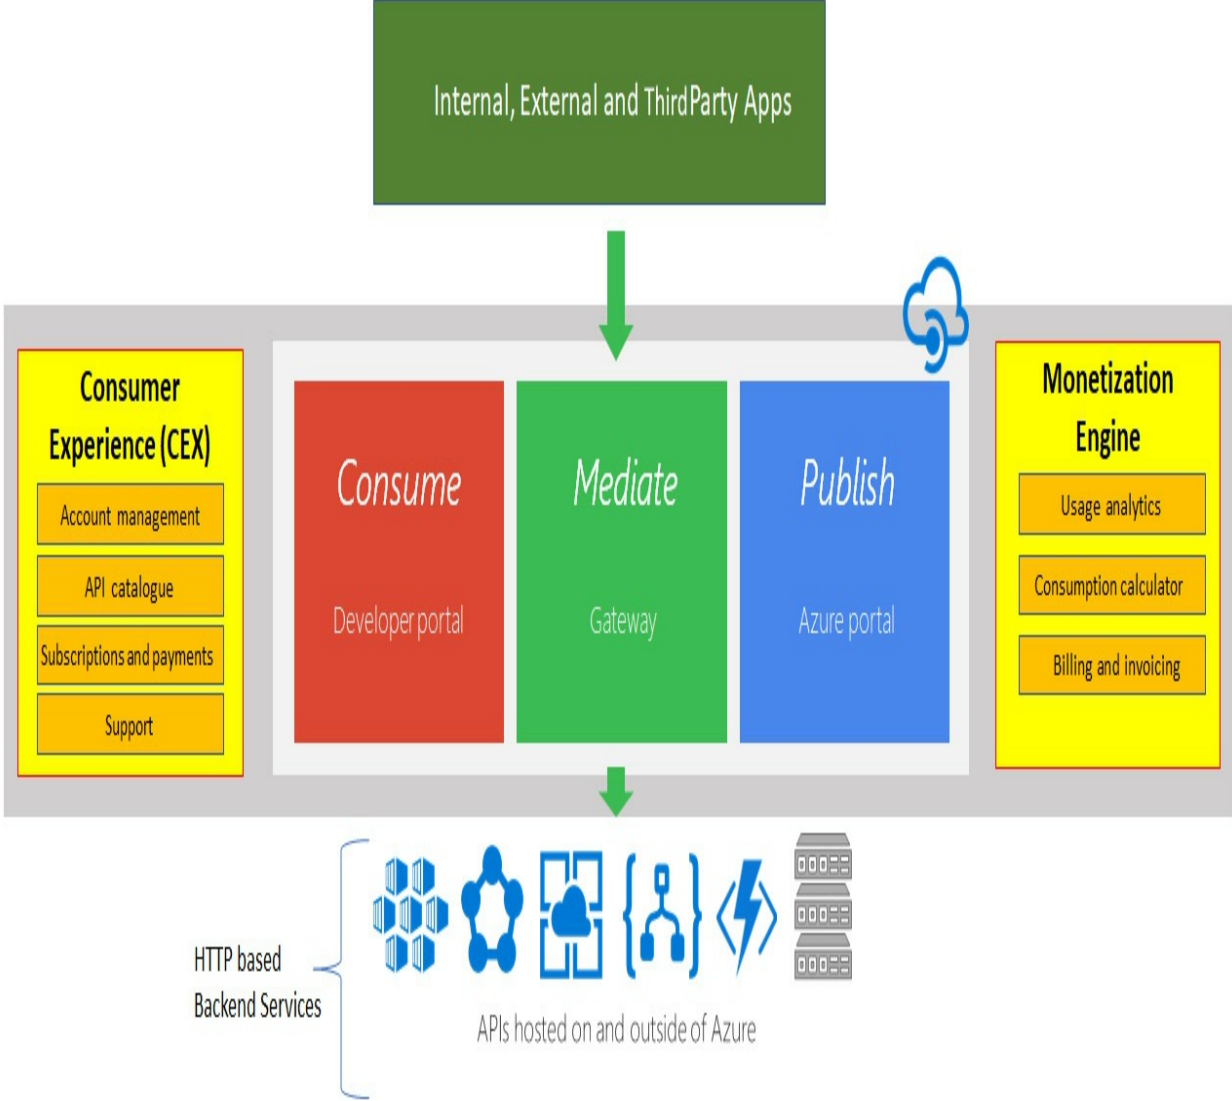 Internal, External and ThirdParty Apps
Consumer
Experience (CEX)
Account management
API catalogue
Subscriptions and payments
Support
Consume
Developer portal
Mediate
Gateway
Publish
Azure portal
Monetization
Engine
Usage analytics
Consumption calculator
Billing and invoicing
HTTP based
Backend Services
APIs hosted on and outside of Azure